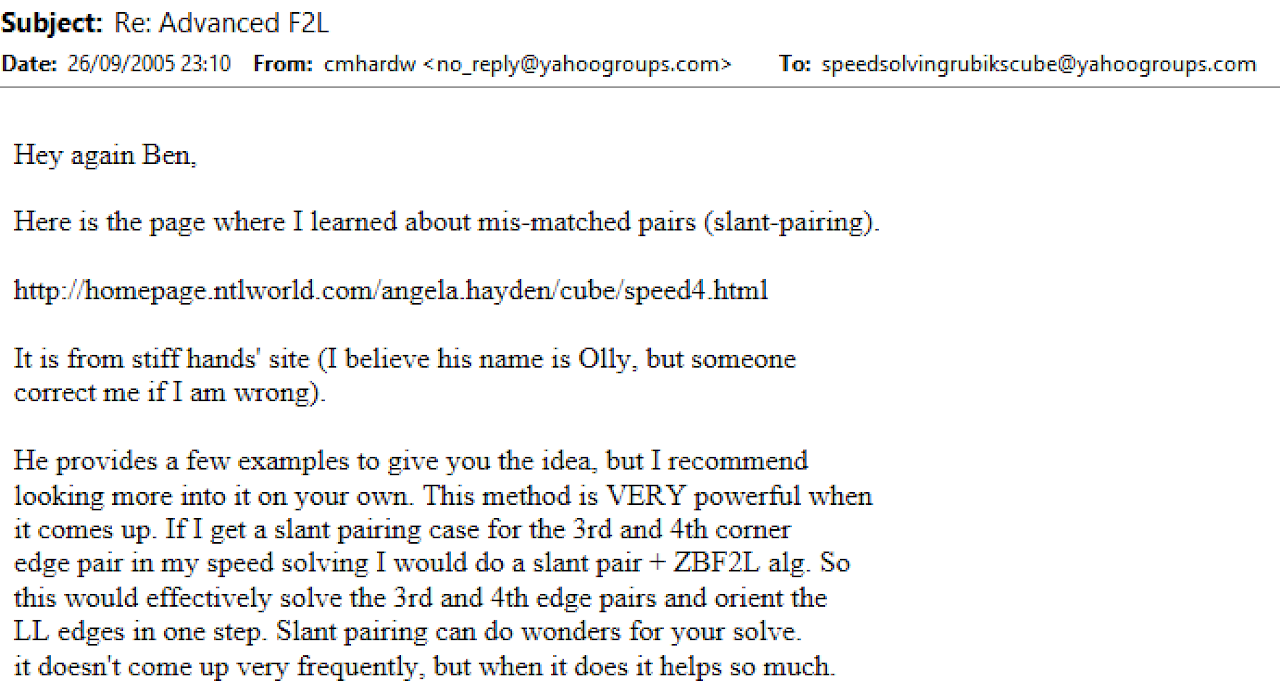 Subject: Re: Advanced F2L
Date: 26/09/2005 23:10 From: cmhardw <no_reply@yahoogroups.com> To: speedsolvingrubikscube@yahoogroups.com
Hey again Ben,
Here is the page where I learned about mis-matched pairs (slant-pairing).
http://homepage.ntlworld.com/angela.hayden/cube/speed4.html
It is from stiff hands' site (I believe his name is Olly, but someone
correct me if I am wrong).
He provides a few examples to give you the idea, but I recommend
looking more into it on your own. This method is VERY powerful when
it comes up. If I get a slant pairing case for the 3rd and 4th corner
edge pair in my speed solving I would do a slant pair + ZBF2L alg. So
this would effectively solve the 3rd and 4th edge pairs and orient the
LL edges in one step. Slant pairing can do wonders for your solve.
it doesn't come up very frequently, but when it does it helps so much.